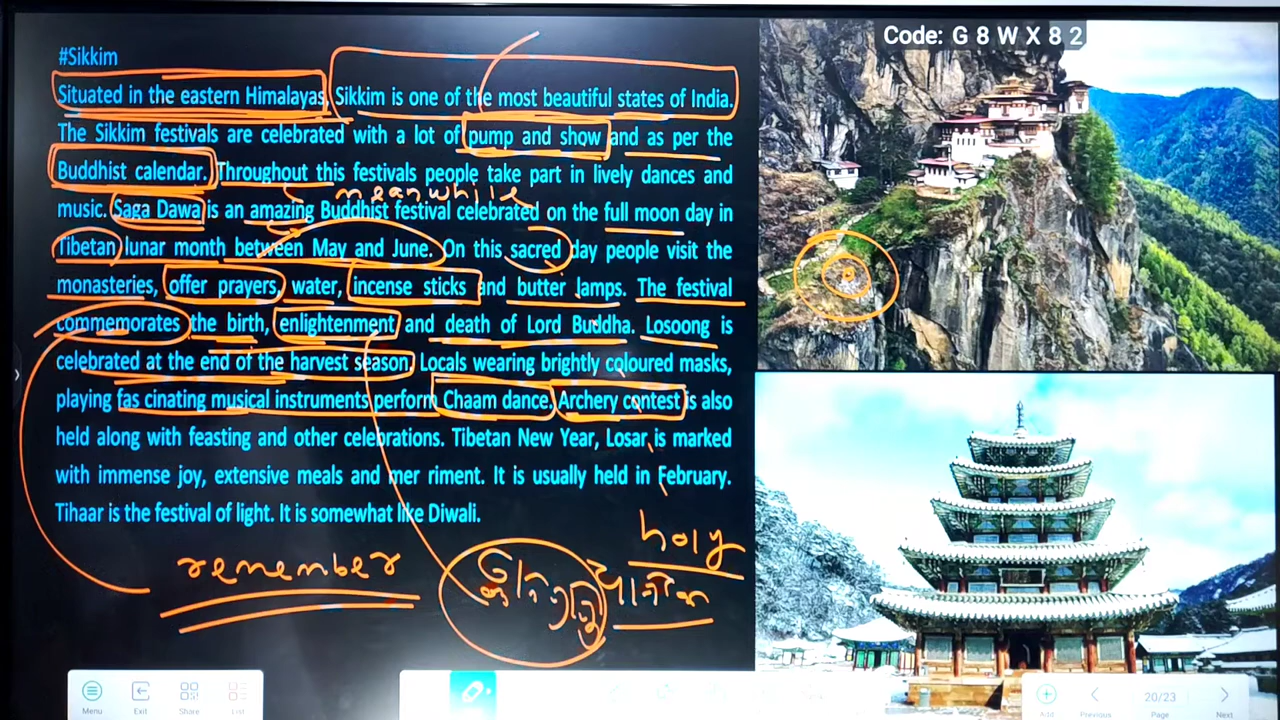 Code: G 8 W X 8 2
#Sikkim
Situated in the eastern Himalayas, Sikkim is one of the most beautiful states of India.
The Sikkim festivals are celebrated with a lot of pump and show and as per the
Buddhist calendar. Throughout this festivals people take part in lively dances and
meanwhile
music. Saga Dawa is an amazing Buddhist festival celebrated on the full moon day in
Tibetan lunar month between May and June. On this sacred day people visit the
monasteries, offer prayers, water, incense sticks and butter lamps. The festival
commemorates the birth, enlightenment and death of Lord Buddha. Losoong is
celebrated at the end of the harvest season. Locals wearing brightly coloured masks,
playing fas cinating musical instruments perform Chaam dance. Archery contest is also
held along with feasting and other celebrations. Tibetan New Year, Losar, is marked
with immense joy, extensive meals and mer riment. It is usually held in February.
Tihaar is the festival of light. It is somewhat like Diwali.
holy
remember
Menu
Exit
Share
List
Add
Previous
20/23
Page
Next